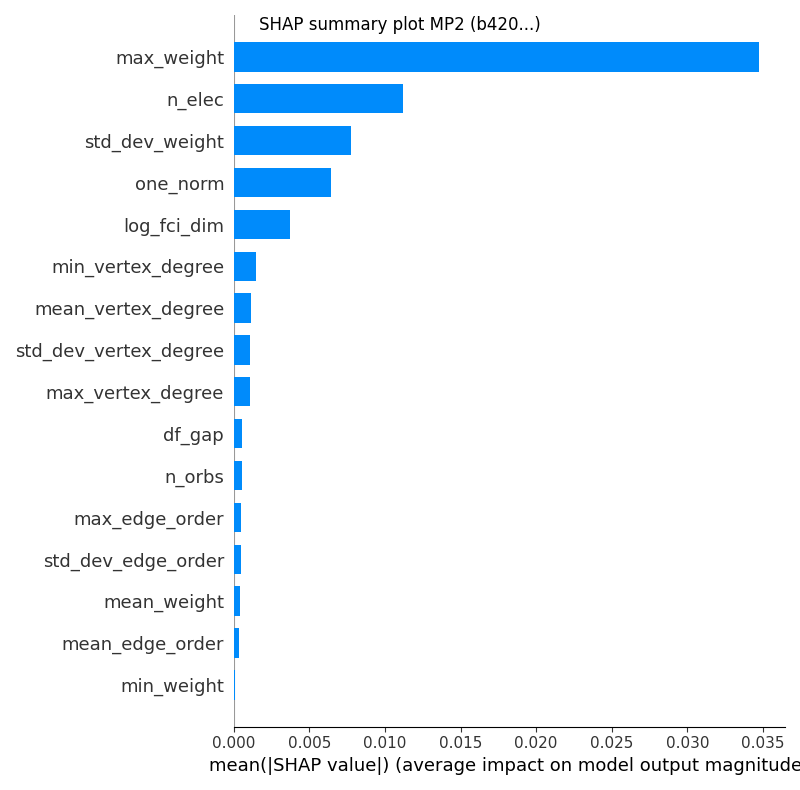 SHAP summary plot MP2 (b420...)
max_weight
n_elec
std_dev_weight
one_norm
log_fci_dim
min_vertex_degree
mean_vertex_degree
std_dev_vertex_degree
max_vertex_degree
df_gap
n_orbs
max_edge_order
std_dev_edge_order
mean_weight
mean_edge_order
min_weight
0.000 0.005 0.010 0.015 0.020 0.025 0.030 0.035
mean(|SHAP value|) (average impact on model output magnitude